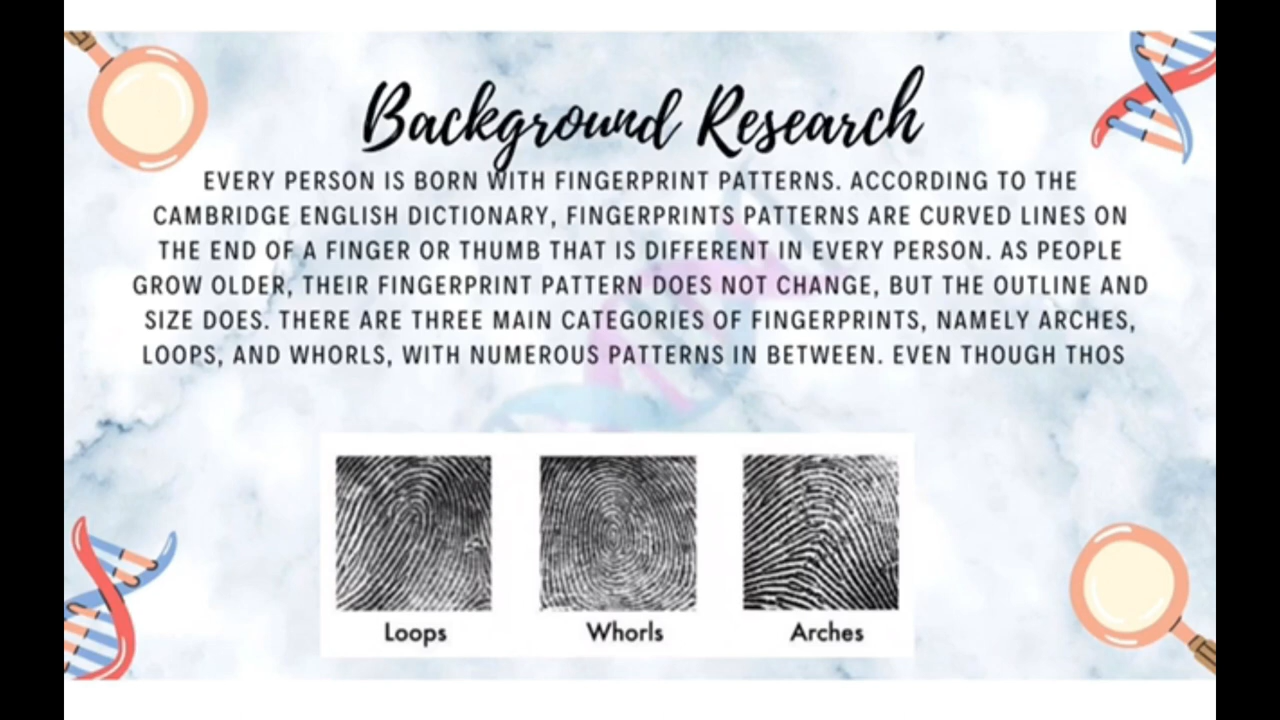 Background Research
EVERY PERSON IS BORN WITH FINGERPRINT PATTERNS. ACCORDING TO THE
CAMBRIDGE ENGLISH DICTIONARY, FINGERPRINTS PATTERNS ARE CURVED LINES ON
THE END OF A FINGER OR THUMB THAT IS DIFFERENT IN EVERY PERSON. AS PEOPLE
GROW OLDER, THEIR FINGERPRINT PATTERN DOES NOT CHANGE, BUT THE OUTLINE AND
SIZE DOES. THERE ARE THREE MAIN CATEGORIES OF FINGERPRINTS, NAMELY ARCHES,
LOOPS, AND WHORLS, WITH NUMEROUS PATTERNS IN BETWEEN. EVEN THOUGH THOS
Loops
Whorls
Arches